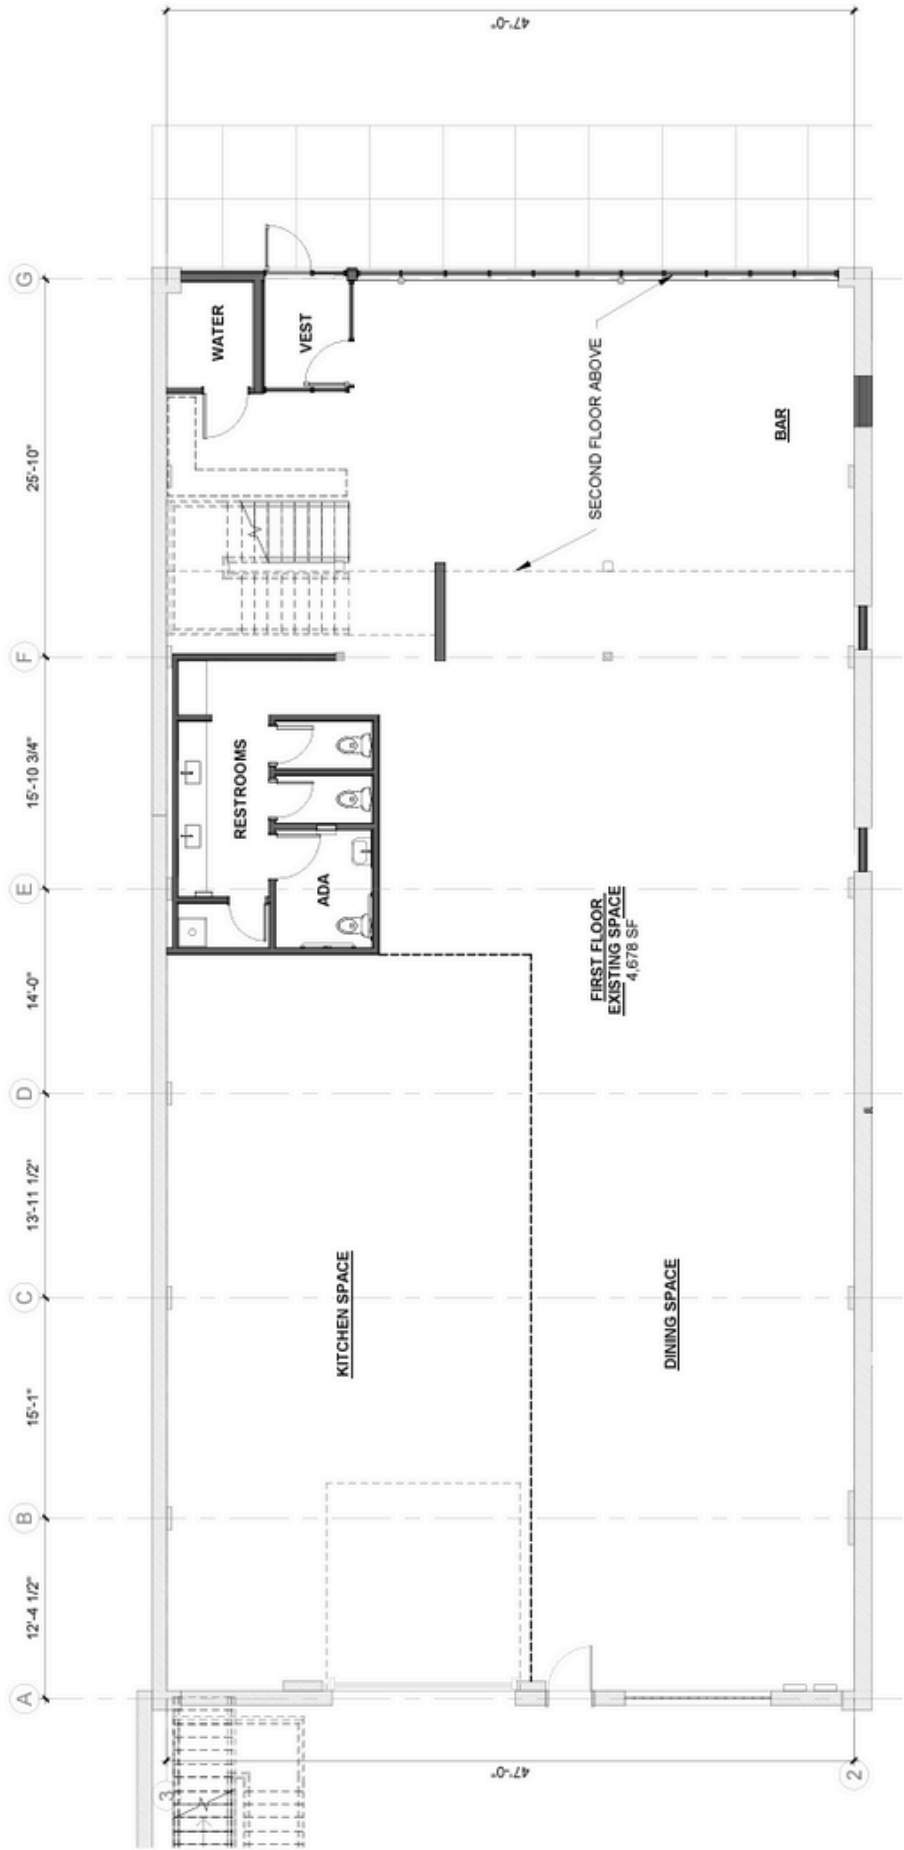 47'-0"
G
WATER
VEST
25'-10"
SECOND FLOOR ABOVE
BAR
F
15'-10 3/4"
RESTROOMS
ADA
E
FIRST FLOOR
EXISTING SPACE
4,678 SF
14'-0"
D
13'-11 1/2"
C
KITCHEN SPACE
DINING SPACE
15'-1"
B
12'-4 1/2"
A
47'-0"
3
2